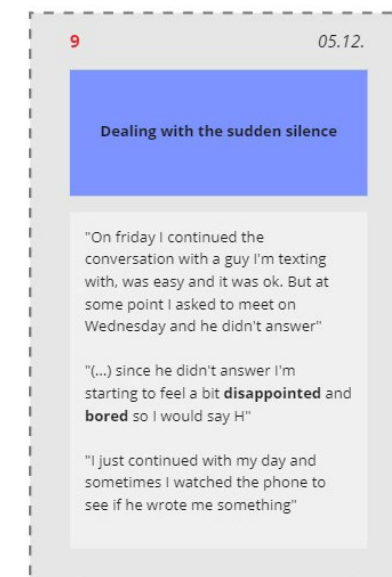 9
05.12.
Dealing with the sudden silence
"On friday I continued the
conversation with a guy I'm texting
with, was easy and it was ok. But at
some point I asked to meet on
Wednesday and he didn't answer"
"(...) since he didn't answer I'm
starting to feel a bit disappointed and
bored so I would say H"
"I just continued with my day and
sometimes I watched the phone to
see if he wrote me something"